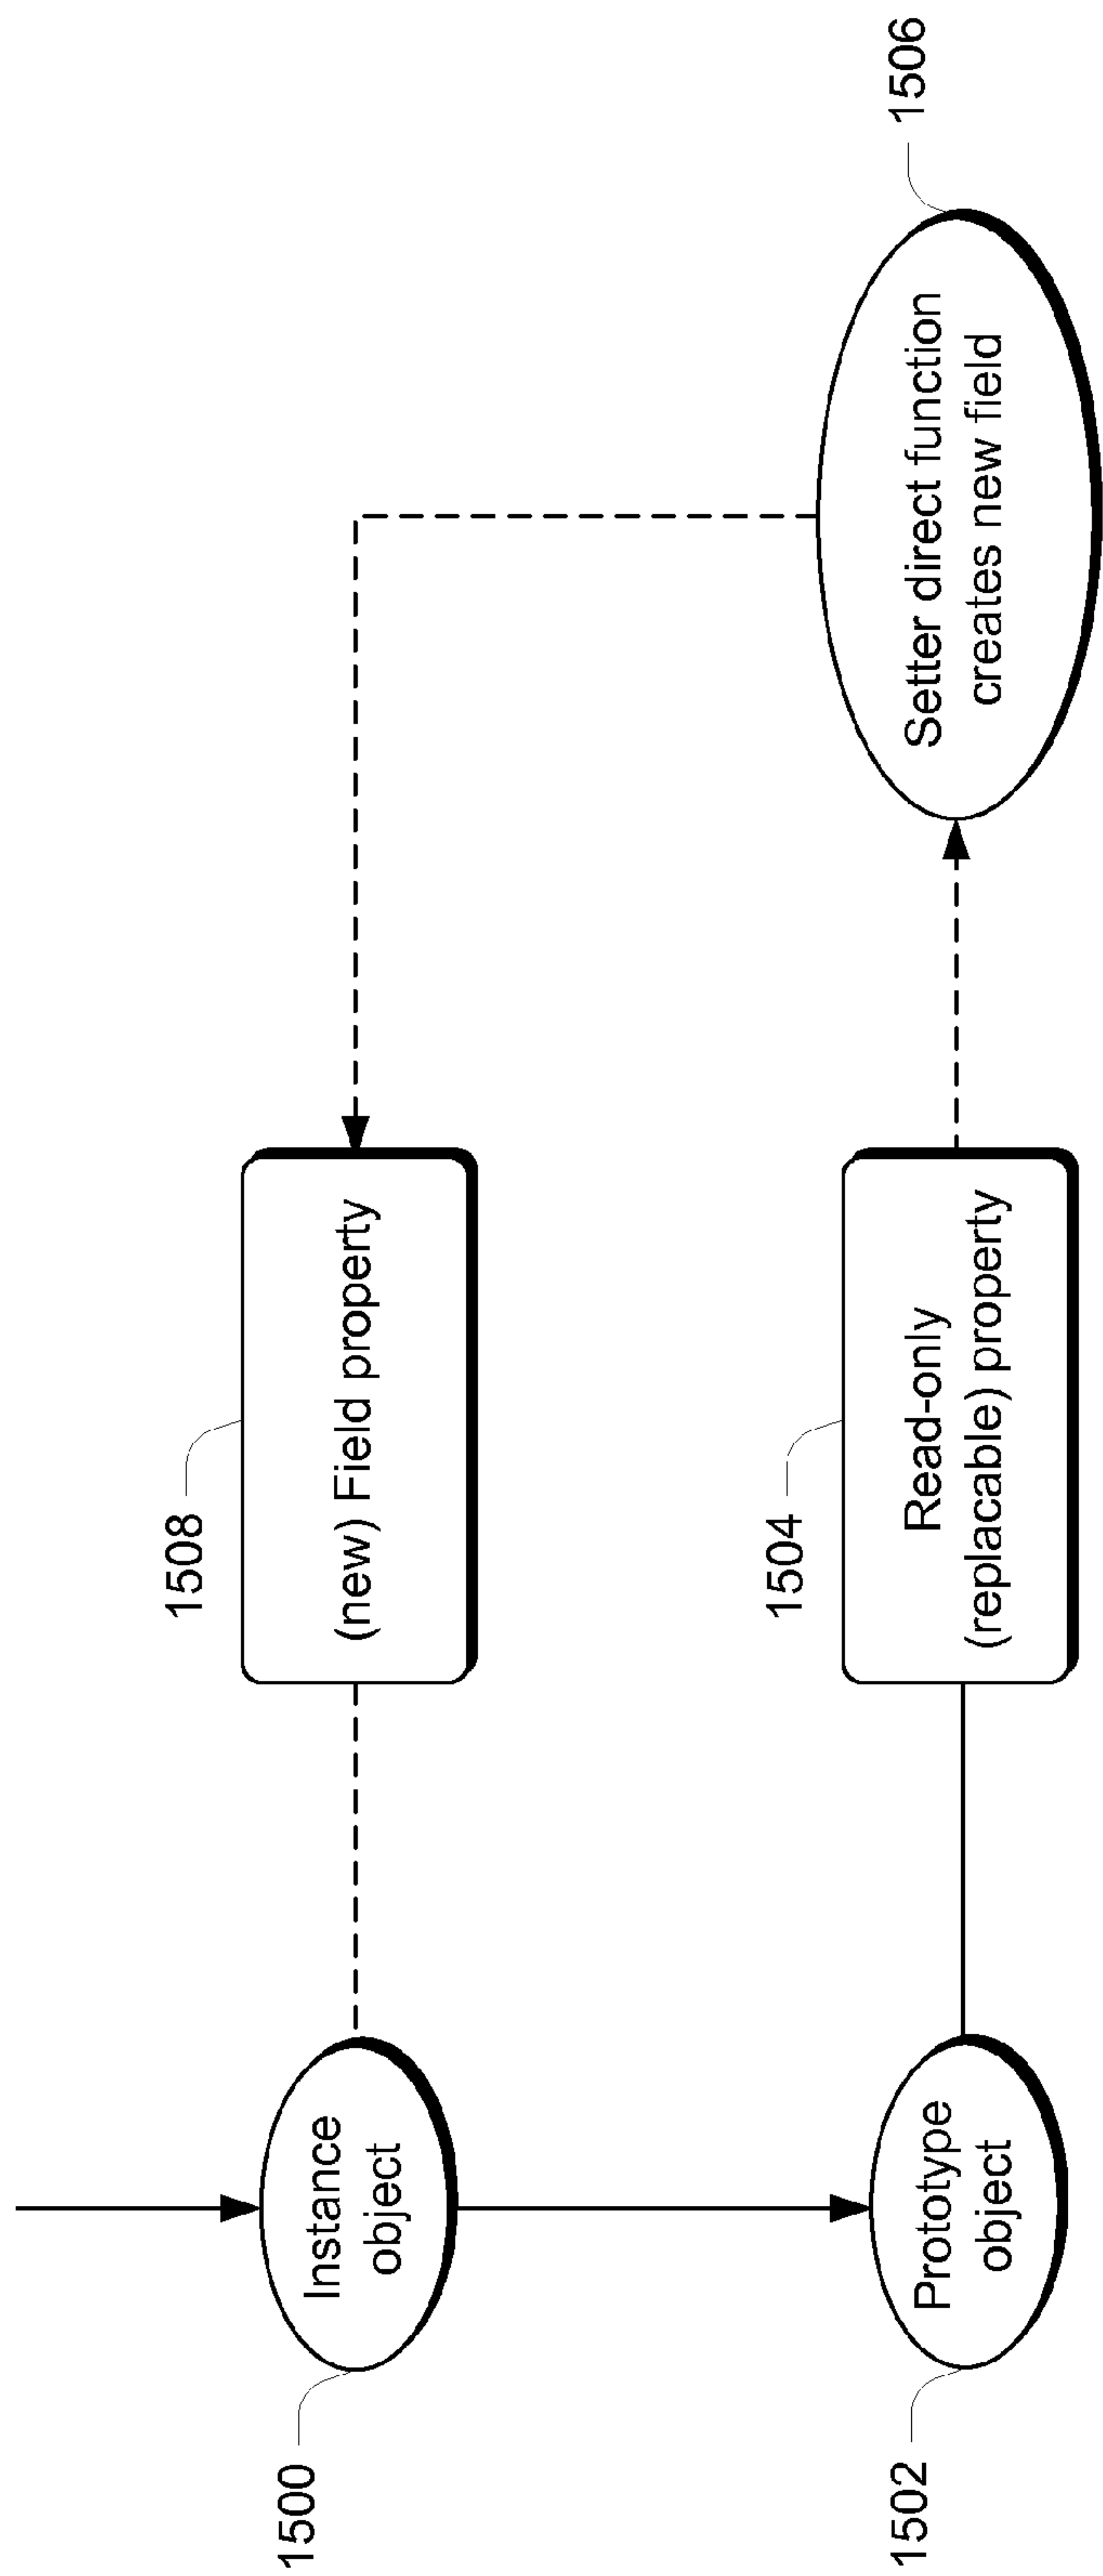 1500
Instance
object
1508
(new) Field property
1502
Prototype
object
1504
Read-only
(replacable) property
Setter direct function
creates new field
1506